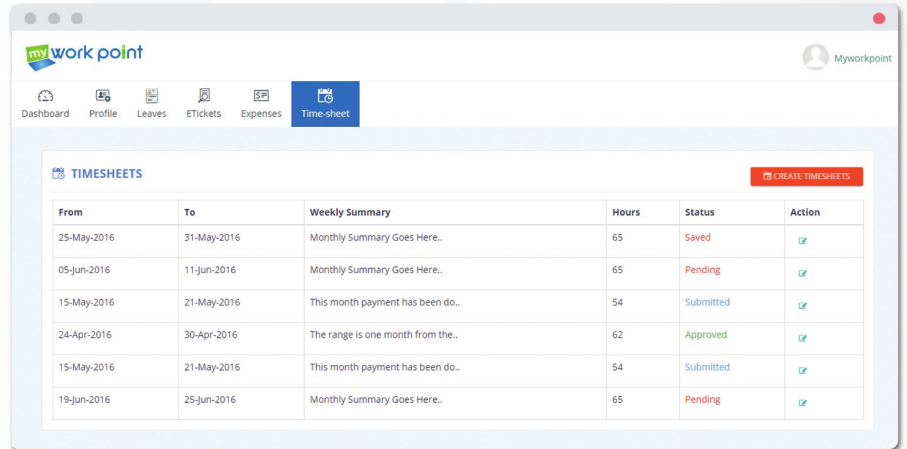 my work point
Myworkpoint
Dashboard Profile Leaves ETickets Expenses Time-sheet
TIMESHEETS
CREATE TIMESHEETS
From To Weekly Summary Hours Status Action
25-May-2016 31-May-2016 Monthly Summary Goes Here.. 65 Saved
05-Jun-2016 11-Jun-2016 Monthly Summary Goes Here.. 65 Pending
15-May-2016 21-May-2016 This month payment has been do.. 54 Submitted
24-Apr-2016 30-Apr-2016 The range is one month from the.. 62 Approved
15-May-2016 21-May-2016 This month payment has been do.. 54 Submitted
19-Jun-2016 25-Jun-2016 Monthly Summary Goes Here.. 65 Pending